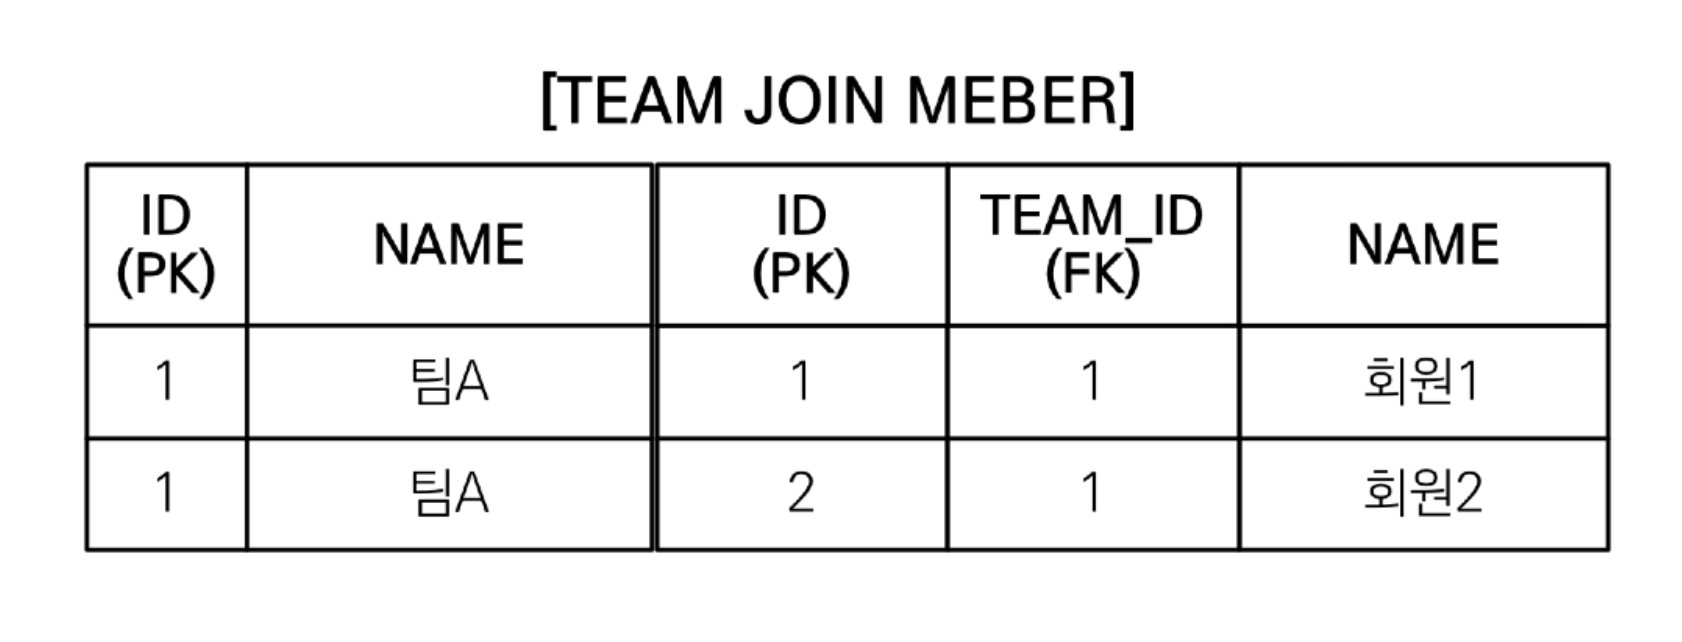 [TEAM JOIN MEBER]
ID
(PK)
NAME
ID
(PK)
TEAM_ID
(FK)
NAME
1 팀A 1 1 회원1
1 팀A 2 1 회원2